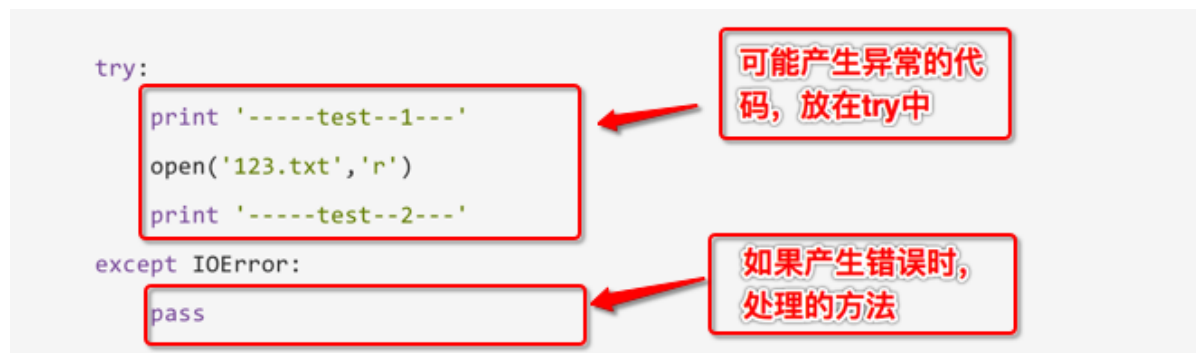 try:
可能产生异常的代
码，放在try中
print '-----test--1---'
open('123.txt','r')
print '-----test--2---'
except IOError:
如果产生错误时，
处理的方法
pass